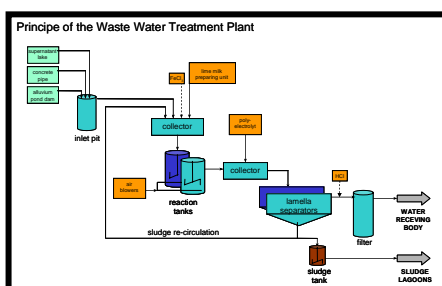 Principe of the Waste Water Treatment Plant
supernatant
lake
concrete
pipe
alluvium
pond dam
inlet pit
FeCl
lime milk
preparing unit
collector
poly-
electrolyt
collector
air
blowers
reaction
tanks
HCl
lamella
separators
filter
WATER
RECEVING
BODY
sludge re-circulation
sludge
tank
SLUDGE
LAGOONS